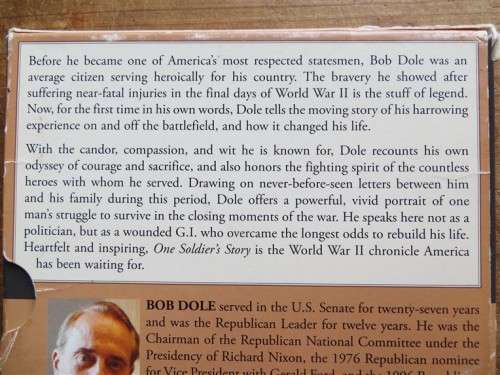 Before he became one of America's most respected statesmen, Bob Dole was an
average citizen serving heroically for his country. The bravery he showed after
suffering near-fatal injuries in the final days of World War II is the stuff of legend.
Now, for the first time in his own words, Dole tells the moving story of his harrowing
experience on and off the battlefield, and how it changed his life.
With the candor, compassion, and wit he is known for, Dole recounts his own
odyssey of courage and sacrifice, and also honors the fighting spirit of the countless
heroes with whom he served. Drawing on never-before-seen letters between him
and his family during this period, Dole offers a powerful, vivid portrait of one
man's struggle to survive in the closing moments of the war. He speaks here not as a
politician, but as a wounded G.I. who overcame the longest odds to rebuild his life.
Heartfelt and inspiring, One Soldier's Story is the World War II chronicle America
has been waiting for.
BOB DOLE served in the U.S. Senate for twenty-seven years
and was the Republican Leader for twelve years. He was the
Chairman of the Republican National Committee under the
Presidency of Richard Nixon, the 1976 Republican nominee
for Vice President with Gerald Ford, and the 1996